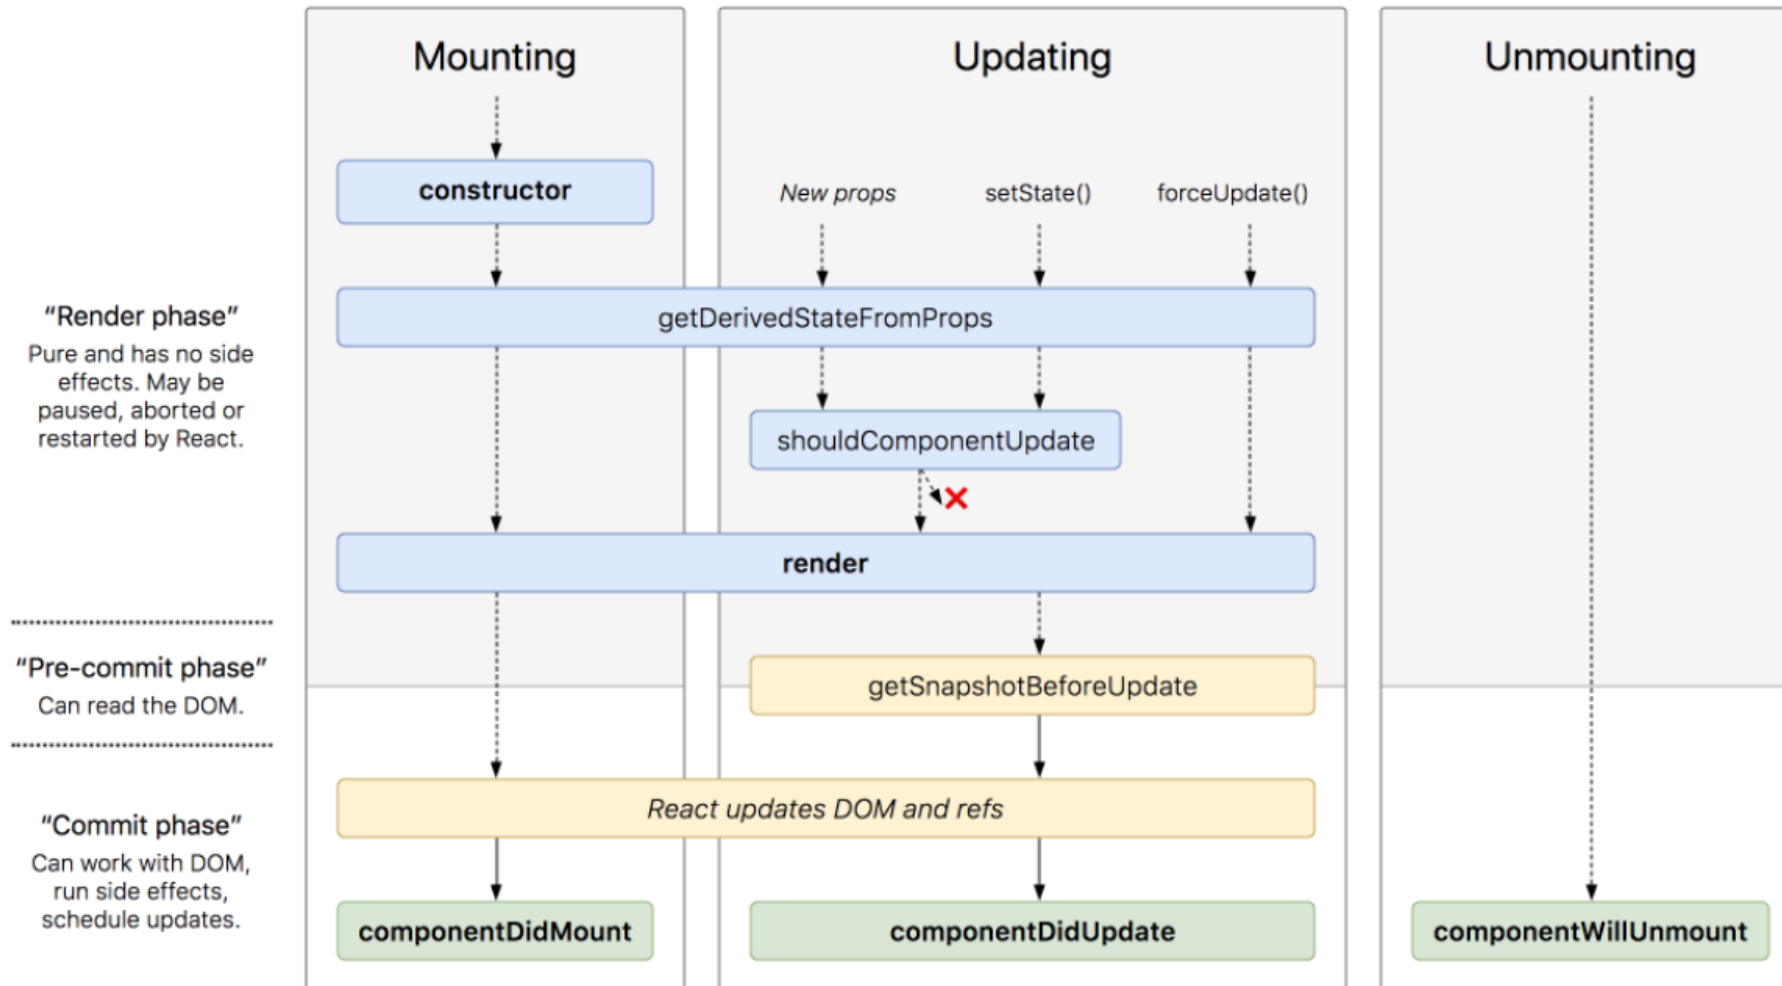 Mounting
Updating
Unmounting
constructor
New props
setState()
forceUpdate()
“Render phase”
Pure and has no side
effects. May be
paused, aborted or
restarted by React.
getDerivedStateFromProps
shouldComponentUpdate
render
“Pre-commit phase”
Can read the DOM.
getSnapshotBeforeUpdate
“Commit phase”
Can work with DOM,
run side effects,
schedule updates.
React updates DOM and refs
componentDidMount
componentDidUpdate
componentWillUnmount